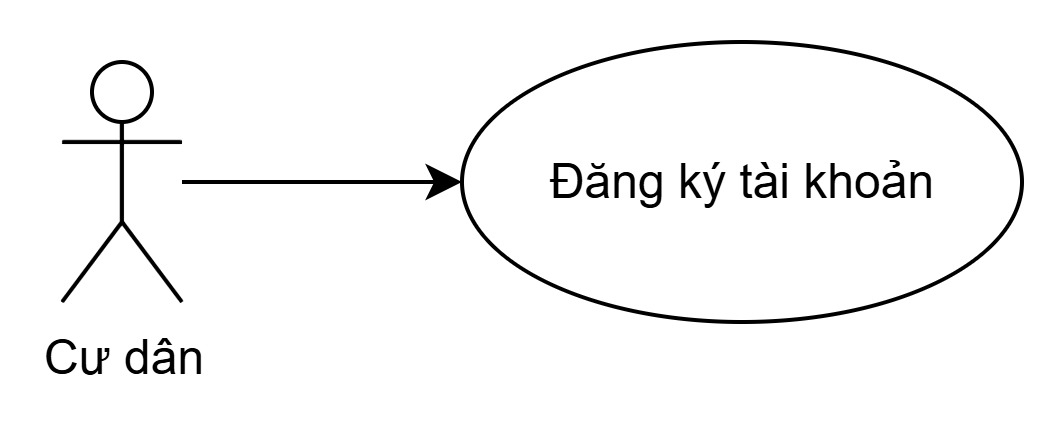 Đăng ký tài khoản
Cư dân